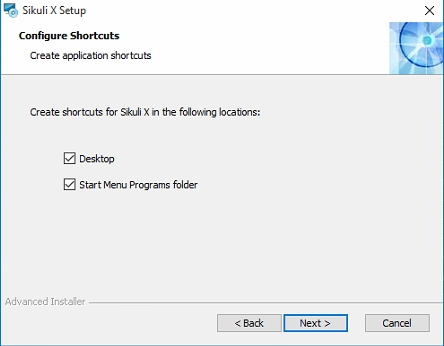 Sikuli X Setup
Configure Shortcuts
Create application shortcuts
Create shortcuts for Sikuli X in the following locations:
Desktop
Start Menu Programs folder
Advanced Installer
< Back
Next >
Cancel